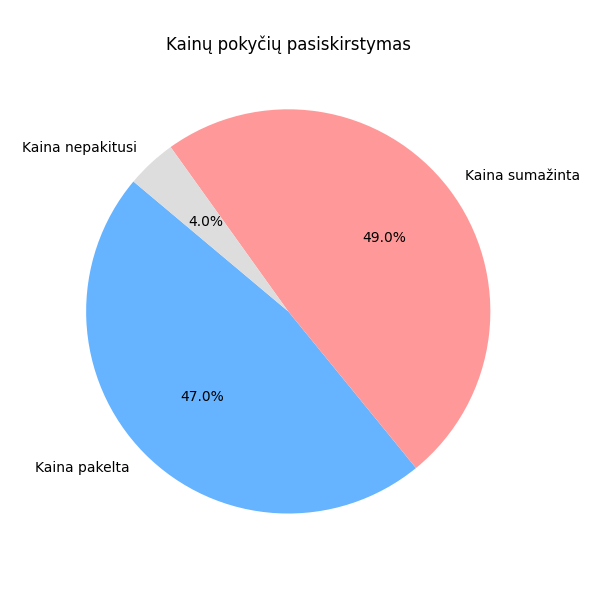 Kainų pokyčių pasiskirstymas
Kaina nepakitusi
Kaina sumažinta
4.0%
49.0%
47.0%
Kaina pakelta